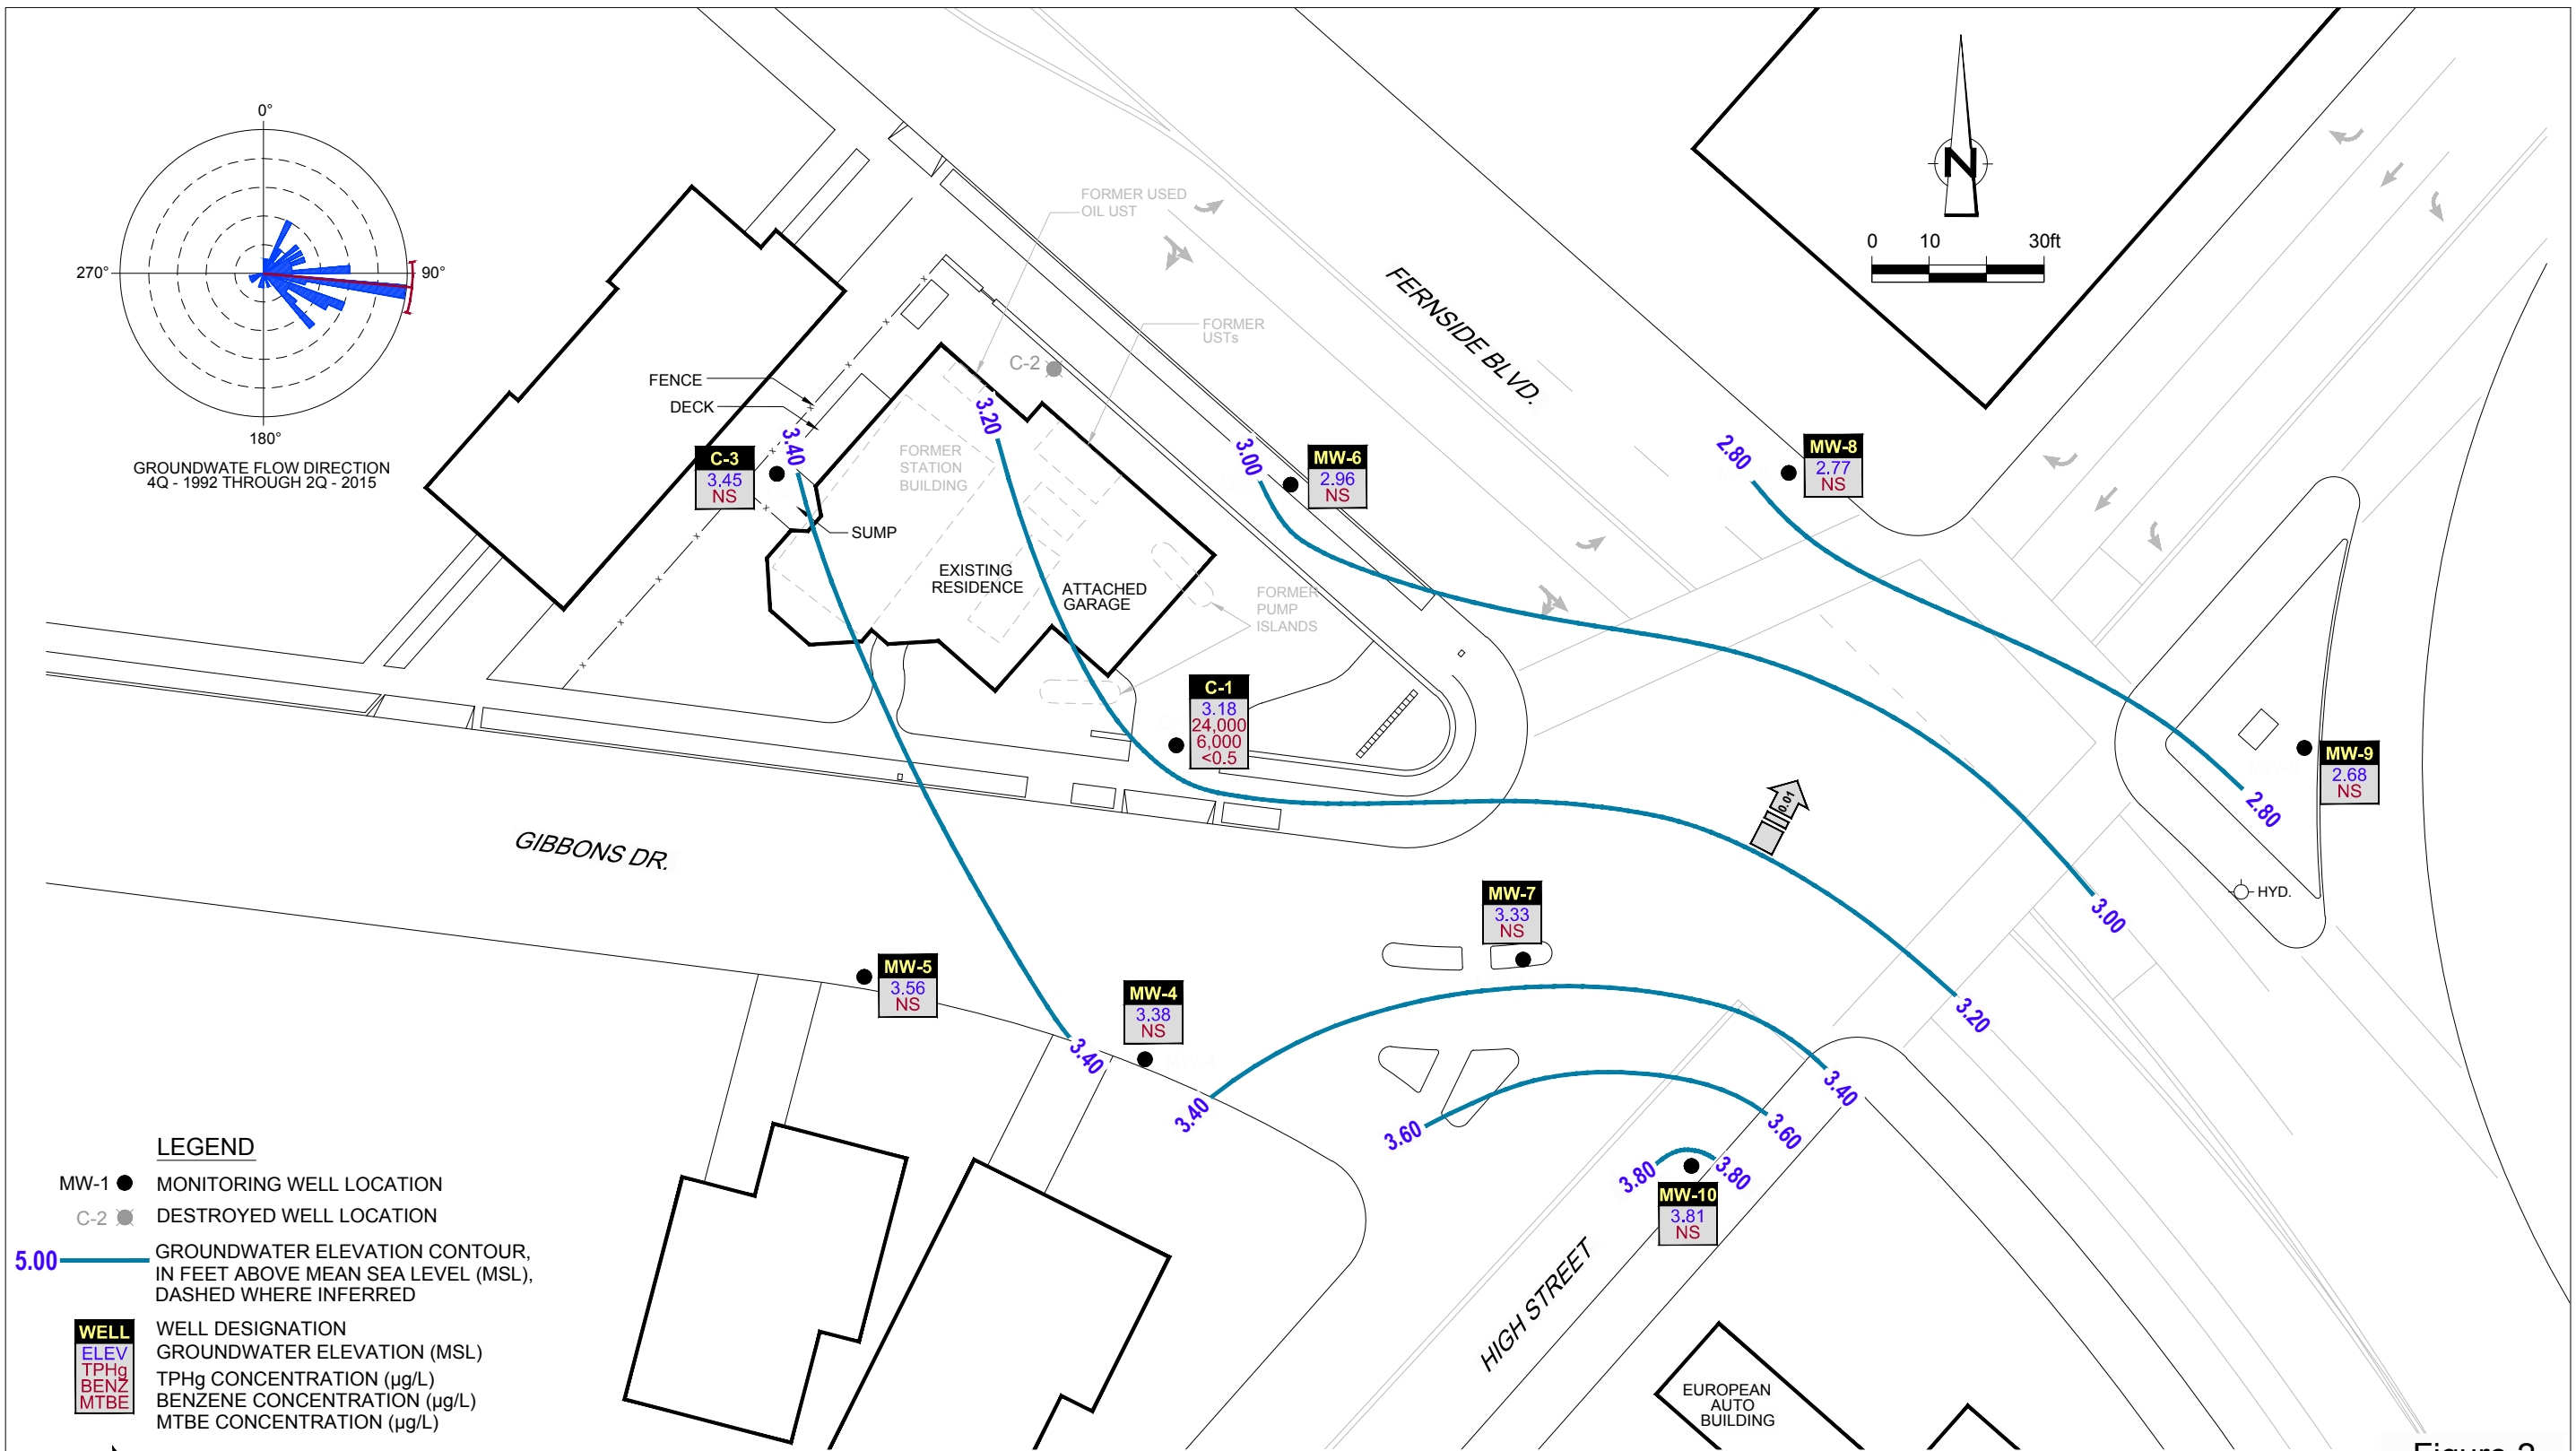 0°
270°
90°
180°
GROUNDWATE FLOW DIRECTION
4Q - 1992 THROUGH 2Q - 2015
FORMER USED
OIL UST
FORMER
USTs
C-2
FENCE
DECK
3.40
3.20
C-3
3.45
NS
FORMER
STATION
BUILDING
SUMP
EXISTING
RESIDENCE
ATTACHED
GARAGE
FORMER
PUMP
ISLANDS
FERNSIDE BLVD.
N
0 10 30ft
3.00
MW-6
2.96
NS
2.80
MW-8
2.77
NS
C-1
3.18
24,000
6,000
<0.5
MW-9
2.68
NS
2.80
HYD.
0.01
3.00
GIBBONS DR.
MW-7
3.33
NS
MW-5
3.56
NS
MW-4
3.38
NS
3.40
3.20
3.40
3.40
3.60
3.60
3.80
3.80
MW-10
3.81
NS
HIGH STREET
EUROPEAN
AUTO
BUILDING
LEGEND
MW-1 MONITORING WELL LOCATION
C-2 DESTROYED WELL LOCATION
5.00 GROUNDWATER ELEVATION CONTOUR,
IN FEET ABOVE MEAN SEA LEVEL (MSL),
DASHED WHERE INFERRED
WELL WELL DESIGNATION
ELEV GROUNDWATER ELEVATION (MSL)
TPHg TPHg CONCENTRATION (µg/L)
BENZ BENZENE CONCENTRATION (µg/L)
MTBE MTBE CONCENTRATION (µg/L)